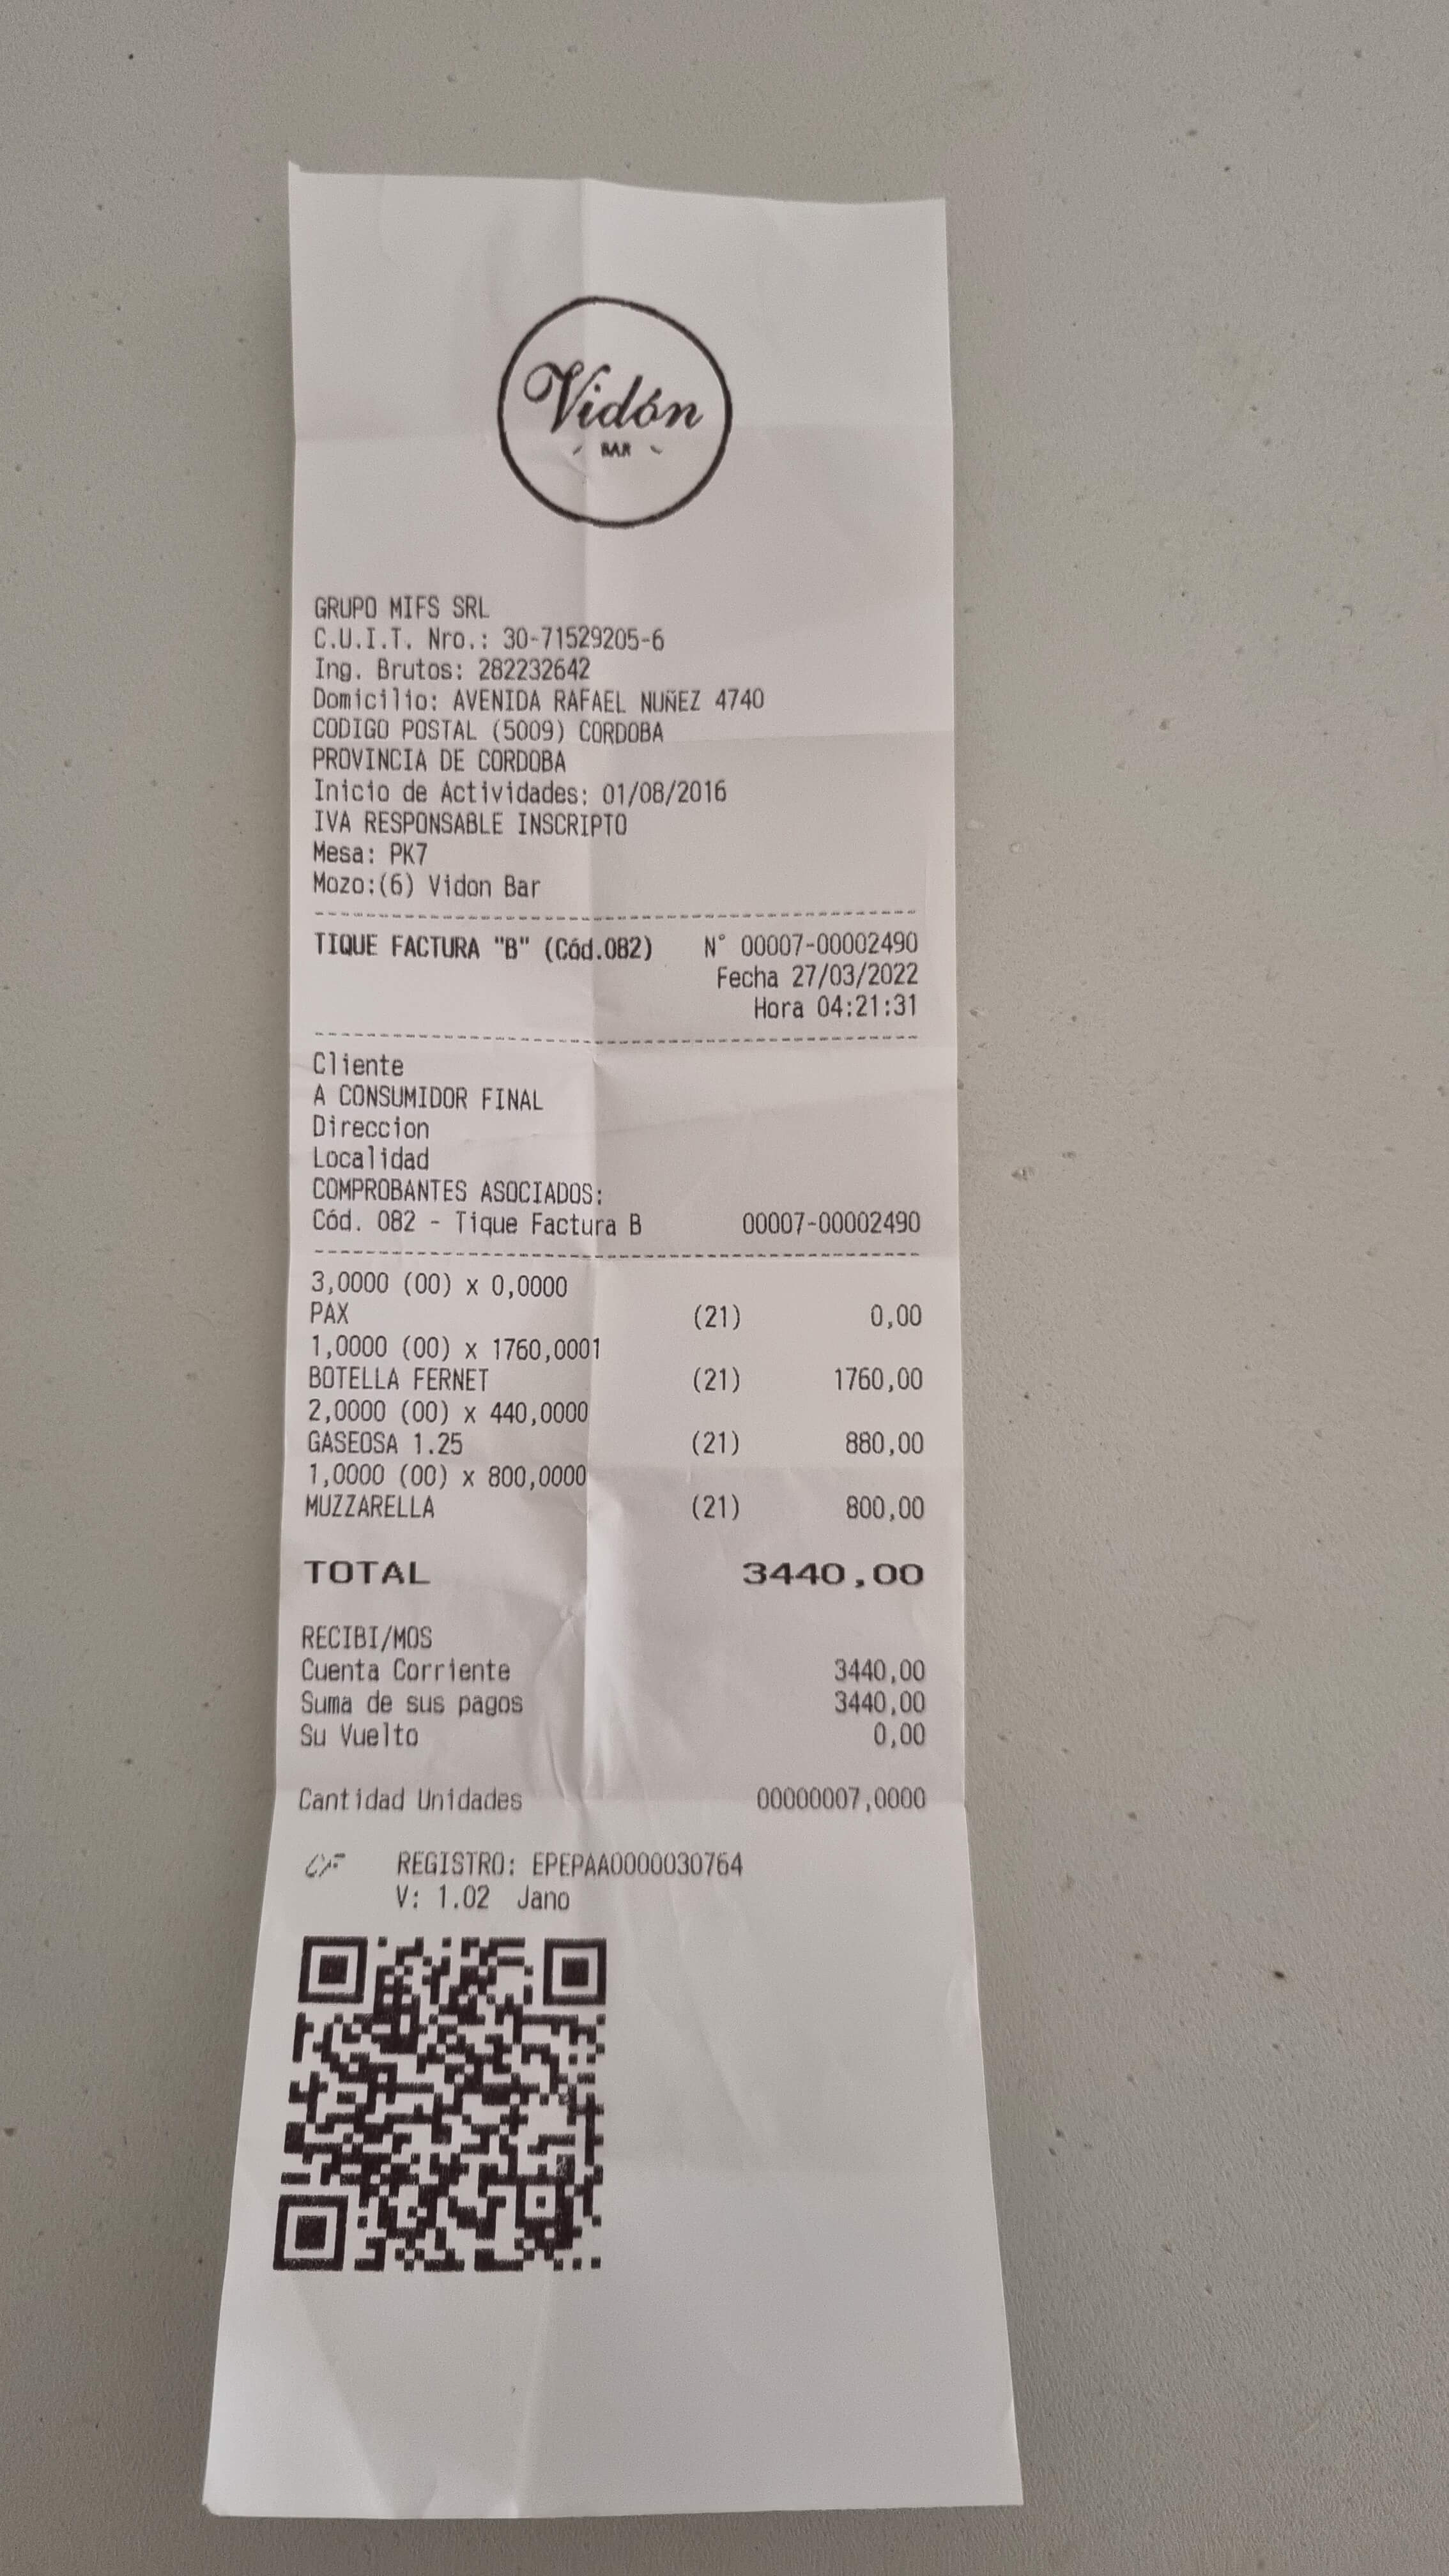 Vidón
BAR
GRUPO MIFS SRL
C.U.I.T. Nro.: 30-71529205-6
Ing. Brutos: 282232642
Domicilio: AVENIDA RAFAEL NUÑEZ 4740
CODIGO POSTAL (5009) CORDOBA
PROVINCIA DE CORDOBA
Inicio de Actividades: 01/08/2016
IVA RESPONSABLE INSCRIPTO
Mesa: PK7
Mozo:(6) Vidon Bar
TIQUE FACTURA "B" (Cód.082) N° 00007-00002490
Fecha 27/03/2022
Hora 04:21:31
Cliente
A CONSUMIDOR FINAL
Direccion
Localidad
COMPROBANTES ASOCIADOS:
Cód. 082 - Tique Factura B 00007-00002490
3,0000 (00) x 0,0000
PAX (21) 0,00
1,0000 (00) x 1760,0001
BOTELLA FERNET (21) 1760,00
2,0000 (00) x 440,0000
GASEOSA 1.25 (21) 880,00
1,0000 (00) x 800,0000
MUZZARELLA (21) 800,00
TOTAL 3440,00
RECIBI/MOS
Cuenta Corriente 3440,00
Suma de sus pagos 3440,00
Su Vuelto 0,00
Cantidad Unidades 00000007,0000
CF REGISTRO: EPEPAA0000030764
V: 1.02 Jano